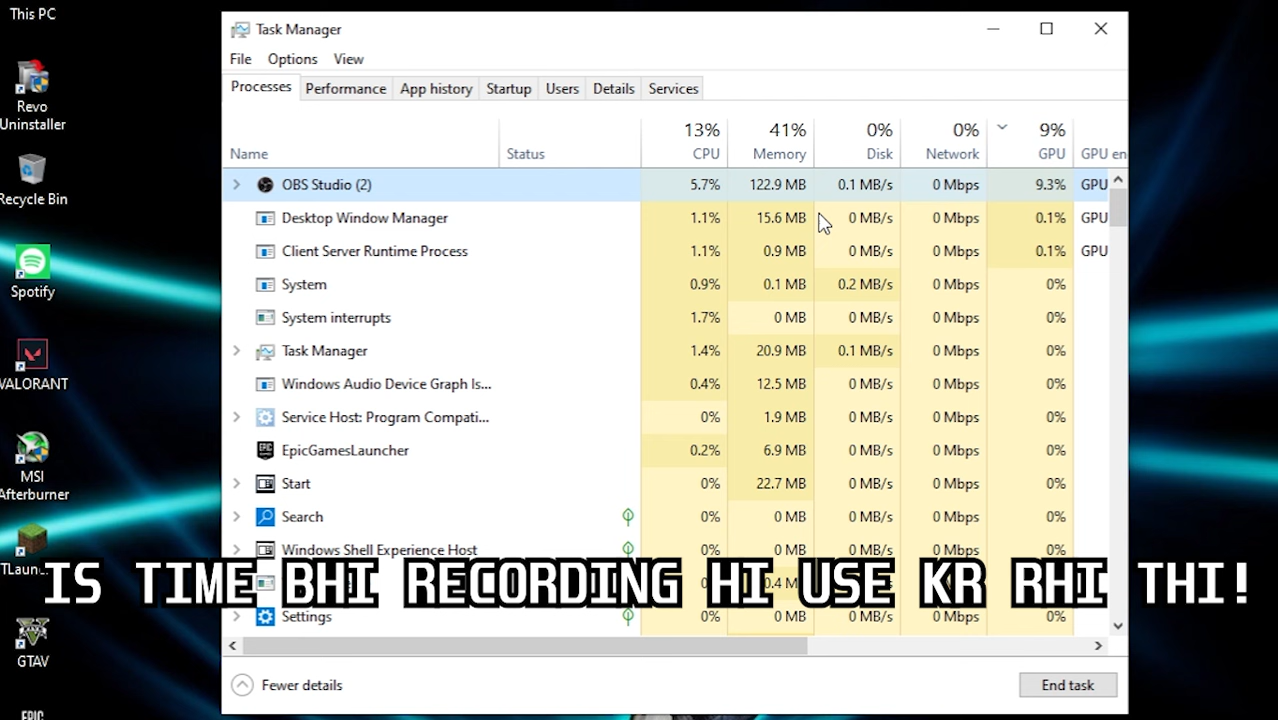 This PC
Revo
Uninstaller
Recycle Bin
Spotify
VALORANT
MSI
Afterburner
GTAV
EPIC
Task Manager
File Options View
Processes Performance App history Startup Users Details Services
13% 41% 0% 0% 9%
Name Status CPU Memory Disk Network GPU GPU en
OBS Studio (2) 5.7% 122.9 MB 0.1 MB/s 0 Mbps 9.3% GPU
Desktop Window Manager 1.1% 15.6 MB 0 MB/s 0 Mbps 0.1% GPU
Client Server Runtime Process 1.1% 0.9 MB 0 MB/s 0 Mbps 0.1% GPU
System 0.9% 0.1 MB 0.2 MB/s 0 Mbps 0%
System interrupts 1.7% 0 MB 0 MB/s 0 Mbps 0%
Task Manager 1.4% 20.9 MB 0.1 MB/s 0 Mbps 0%
Windows Audio Device Graph Is... 0.4% 12.5 MB 0 MB/s 0 Mbps 0%
Service Host: Program Compati... 0% 1.9 MB 0 MB/s 0 Mbps 0%
EpicGamesLauncher 0.2% 6.9 MB 0 MB/s 0 Mbps 0%
Start 0% 22.7 MB 0 MB/s 0 Mbps 0%
Search 0% 0 MB 0 MB/s 0 Mbps 0%
Windows Shell Experience Host 0% 0 MB 0 MB/s 0 Mbps 0%
IS TIME BHI RECORDING HI USE KR RHI THI!
Settings 0% 0 MB 0 MB/s 0 Mbps 0%
Fewer details End task